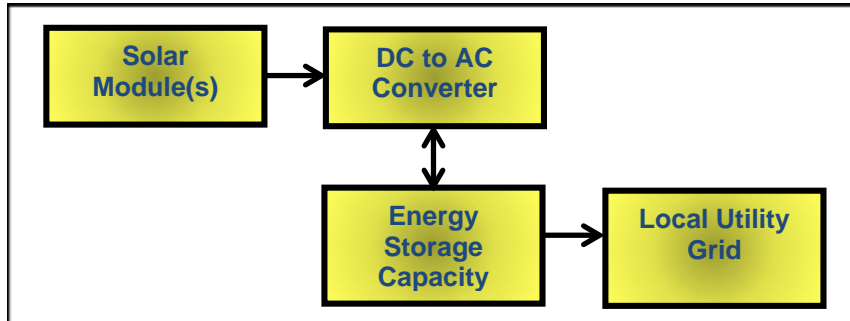 Solar
Module(s)
DC to AC
Converter
Energy
Storage
Capacity
Local Utility
Grid